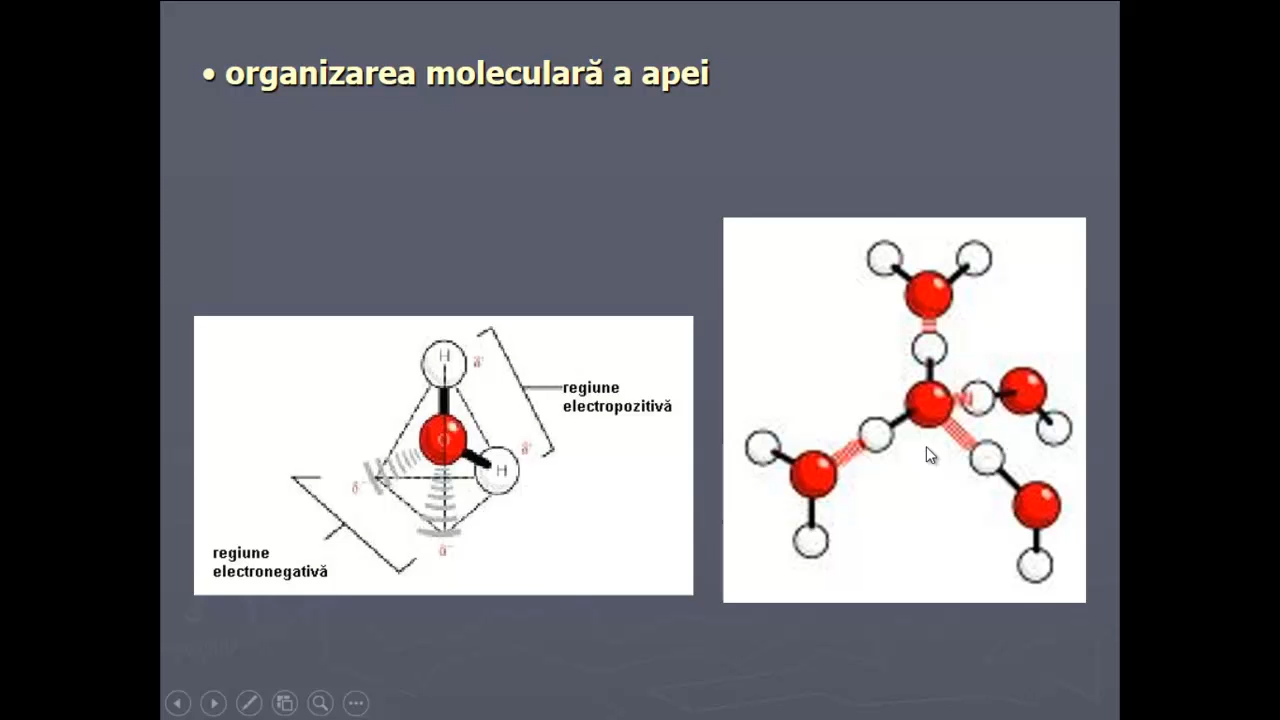 • organizarea moleculară a apei
H
δ⁺
regiune
electropozitivă
O
δ⁺
H
δ⁻
δ⁻
regiune
electronegativă